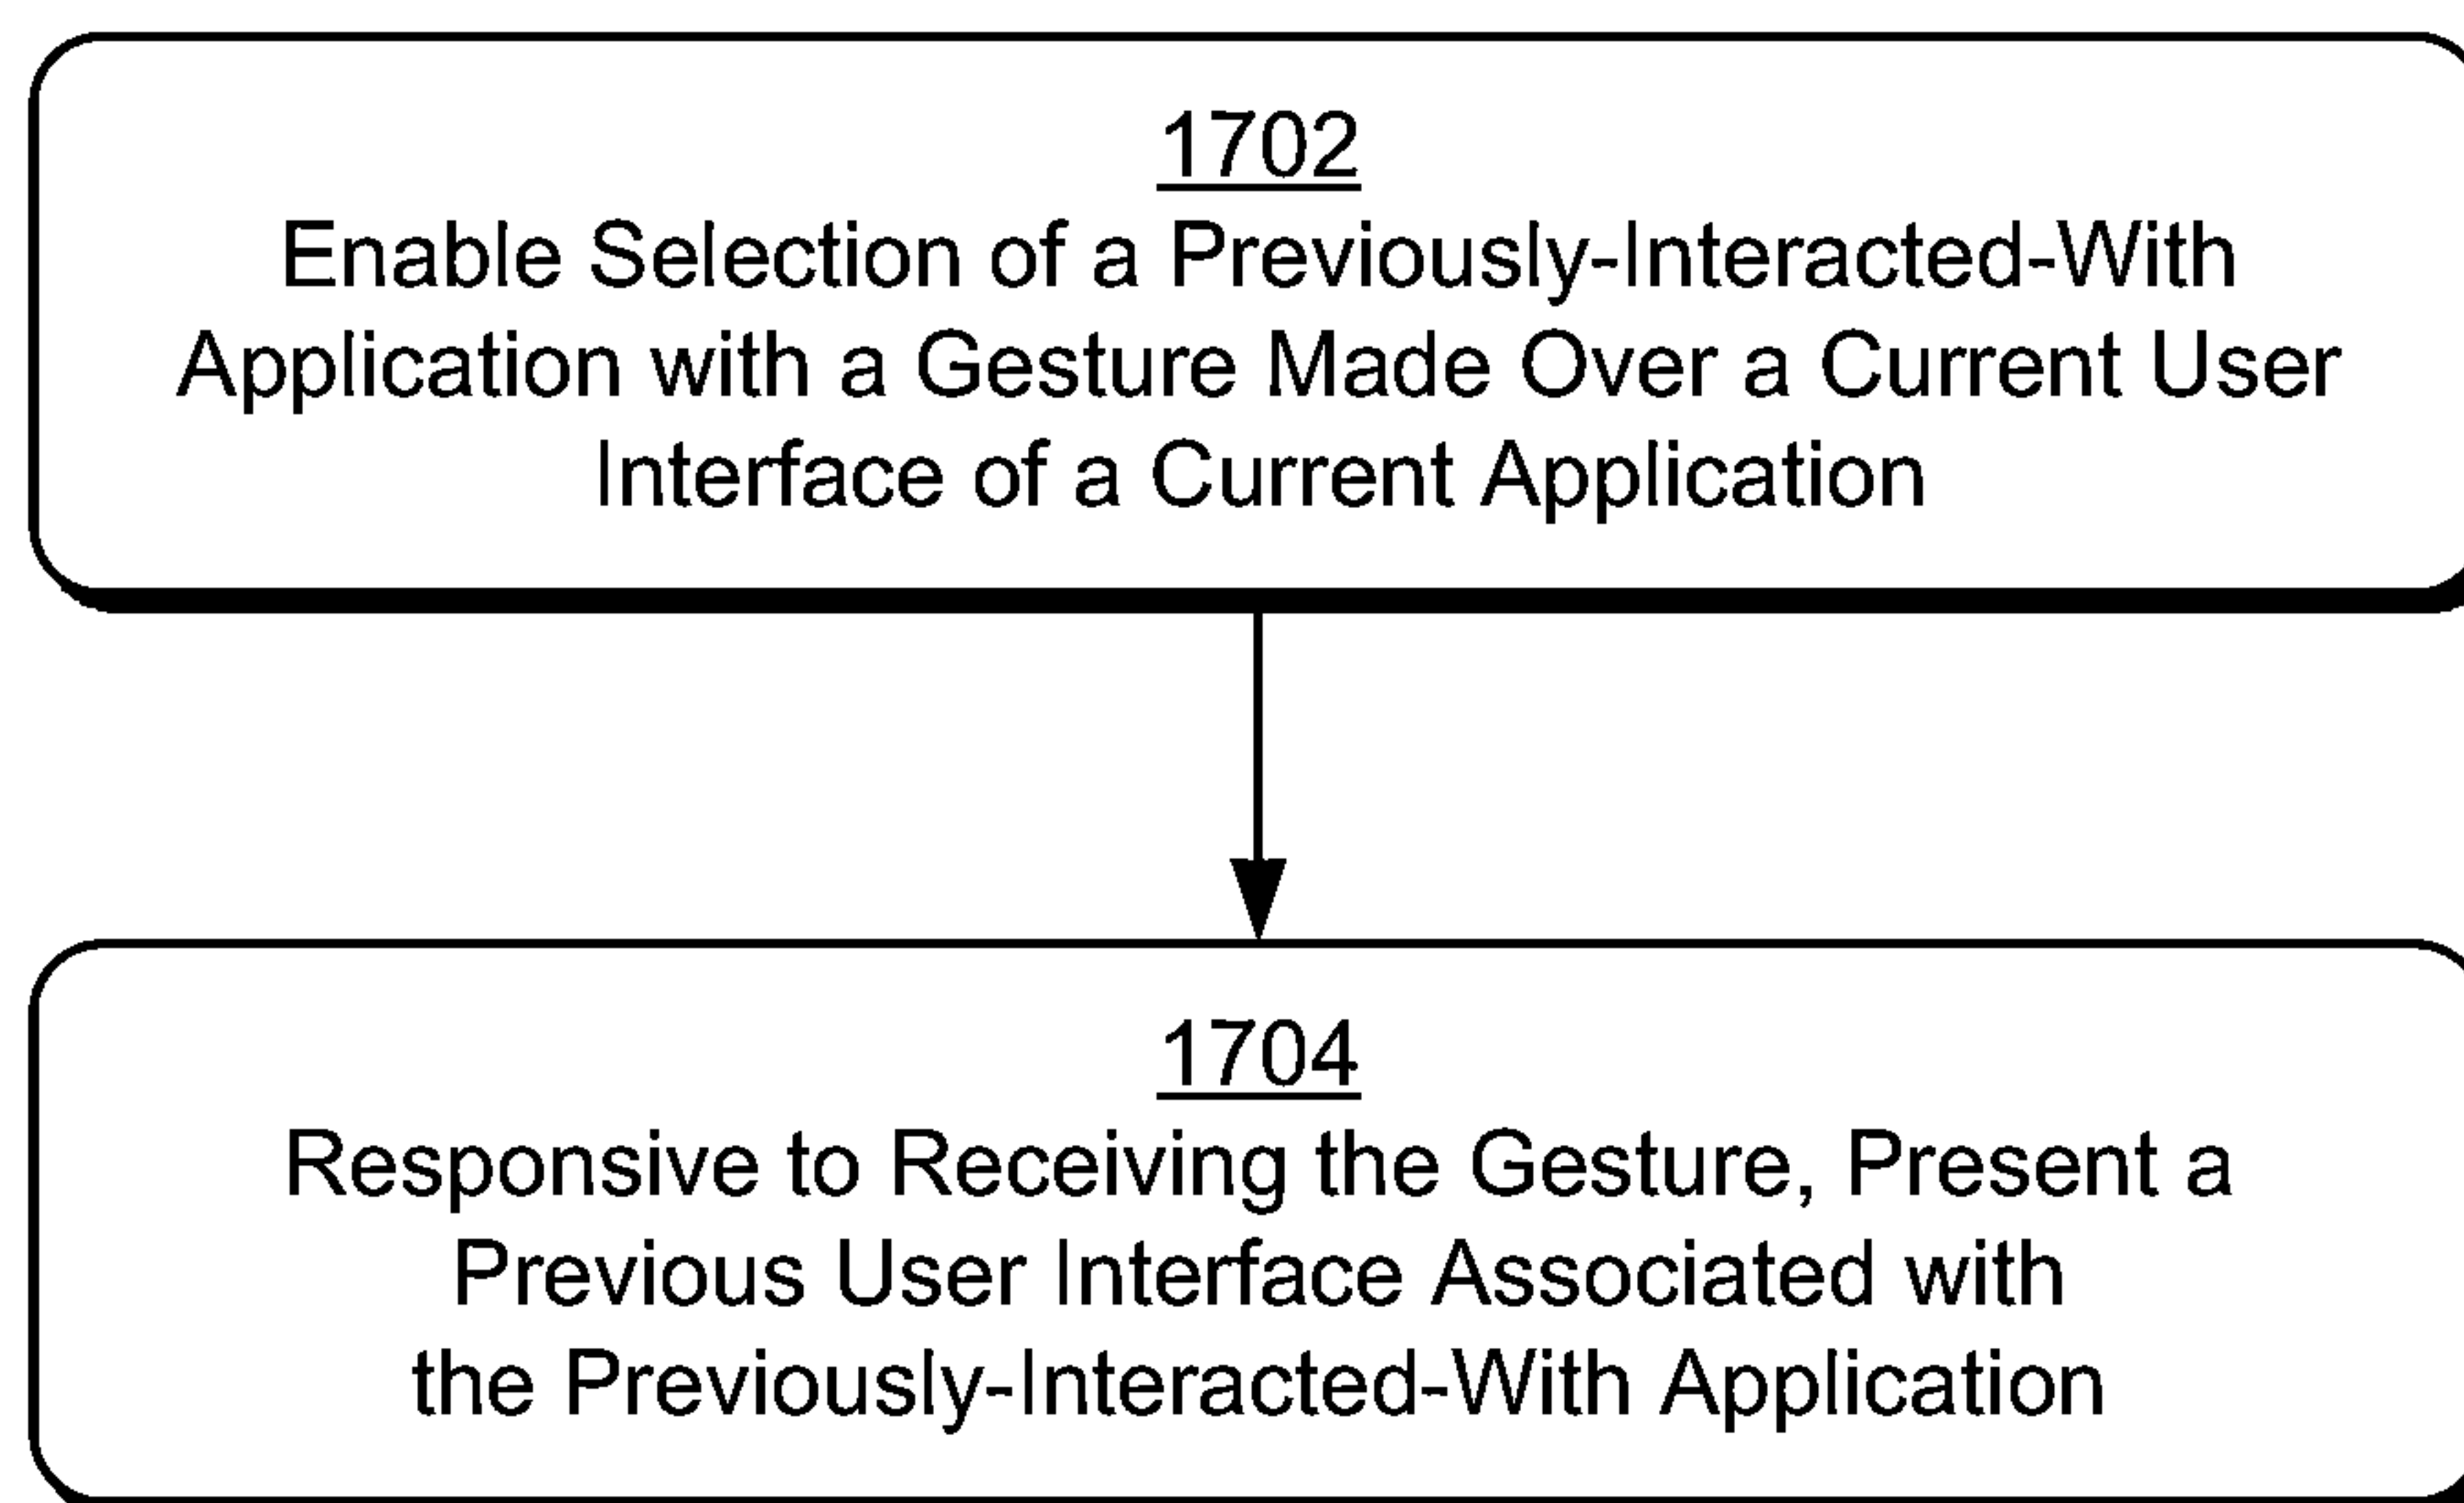 1702
Enable Selection of a Previously-Interacted-With
Application with a Gesture Made Over a Current User
Interface of a Current Application
1704
Responsive to Receiving the Gesture, Present a
Previous User Interface Associated with
the Previously-Interacted-With Application